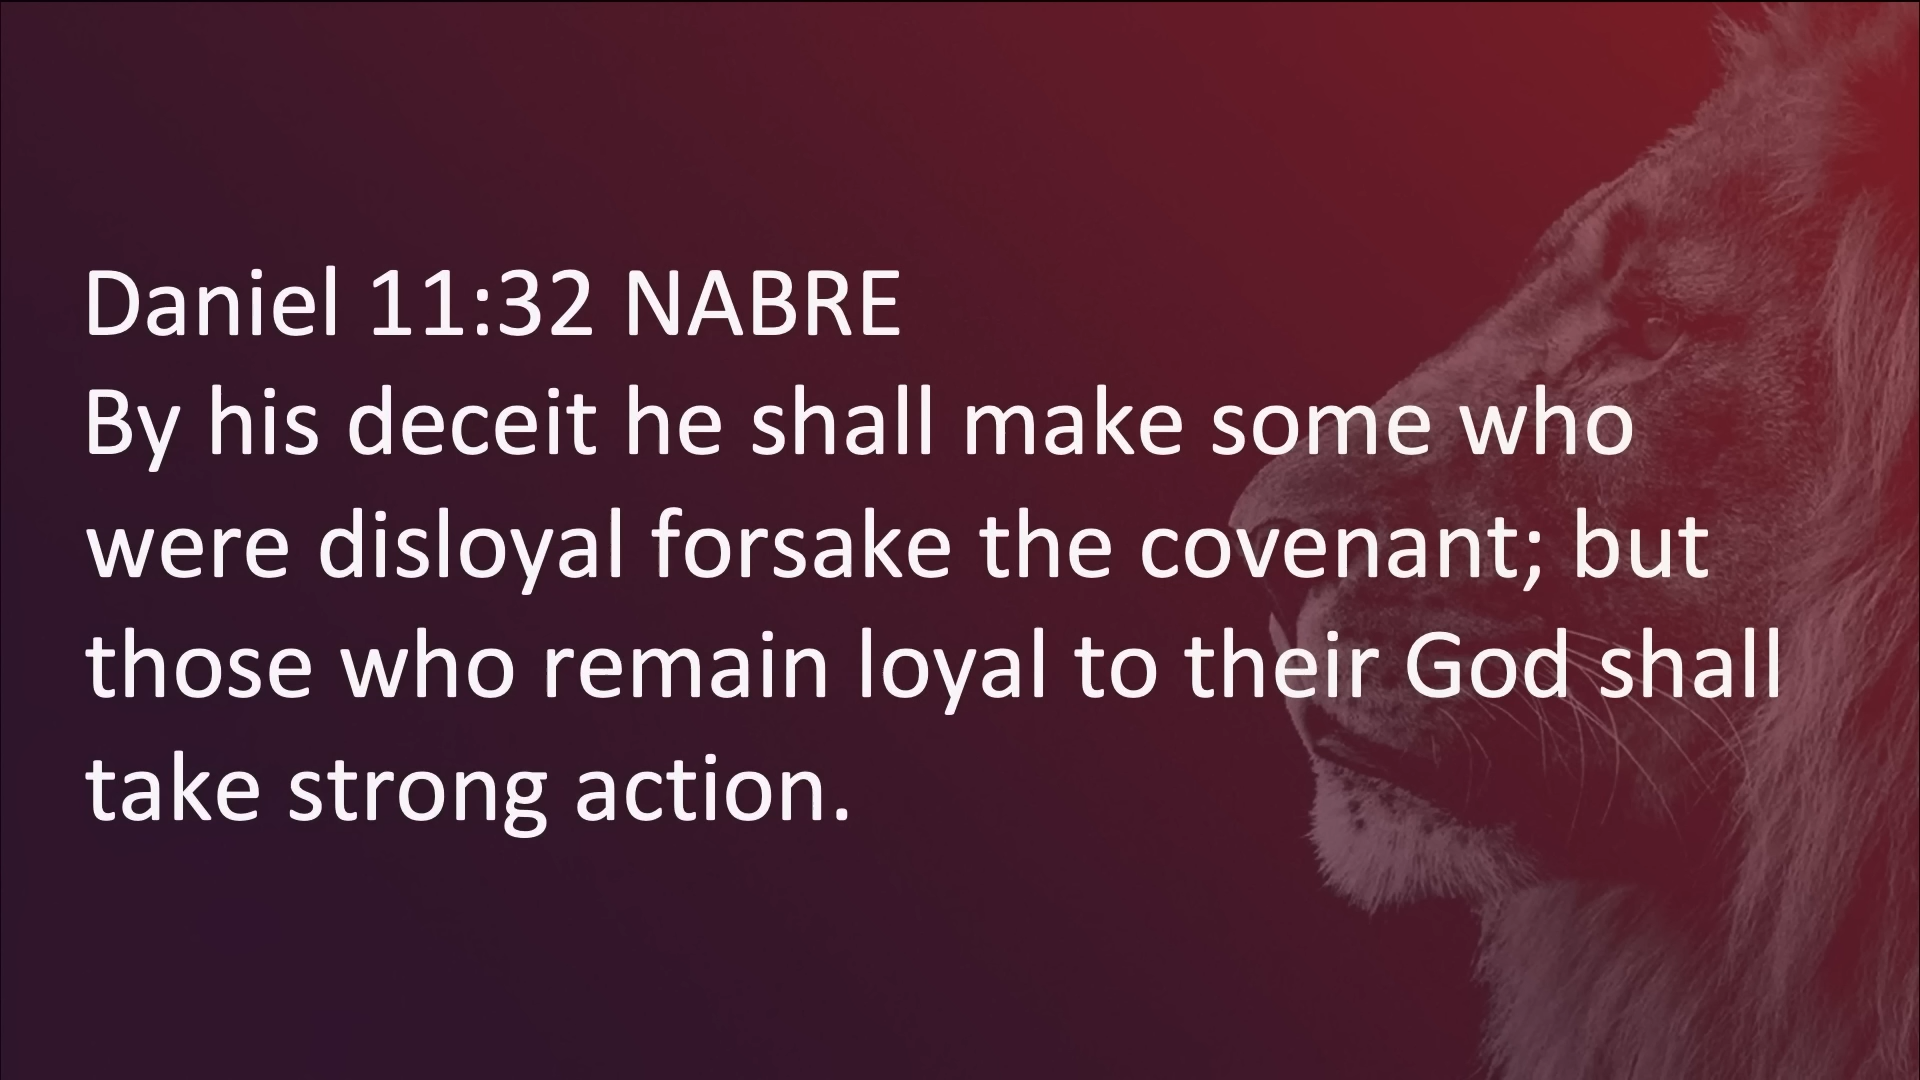 Daniel 11:32 NABRE
By his deceit he shall make some who
were disloyal forsake the covenant; but
those who remain loyal to their God shall
take strong action.